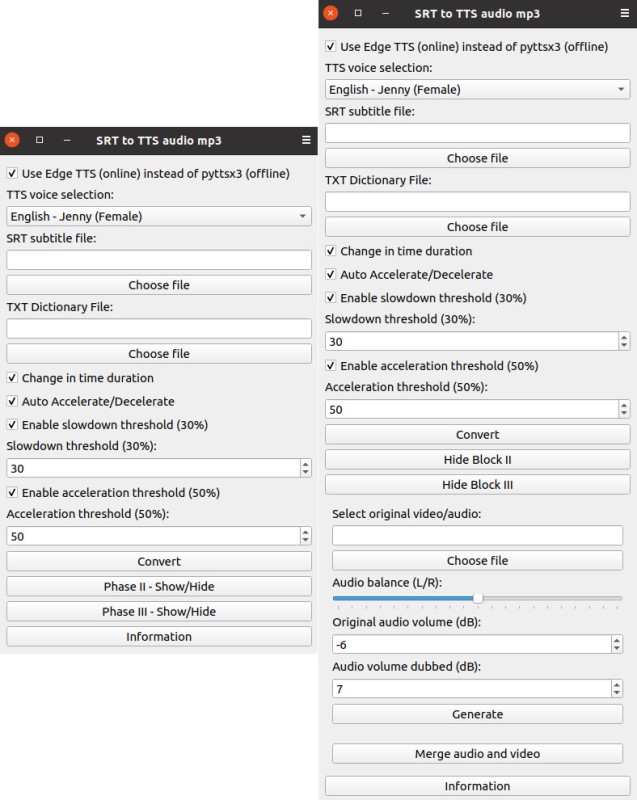 SRT to TTS audio mp3
Use Edge TTS (online) instead of pyttsx3 (offline)
TTS voice selection:
English - Jenny (Female)
SRT subtitle file:
Choose file
TXT Dictionary File:
Choose file
Change in time duration
Auto Accelerate/Decelerate
Enable slowdown threshold (30%)
Slowdown threshold (30%):
30
Enable acceleration threshold (50%)
Acceleration threshold (50%):
50
Convert
Phase II - Show/Hide
Phase III - Show/Hide
Information
SRT to TTS audio mp3
Use Edge TTS (online) instead of pyttsx3 (offline)
TTS voice selection:
English - Jenny (Female)
SRT subtitle file:
Choose file
TXT Dictionary File:
Choose file
Change in time duration
Auto Accelerate/Decelerate
Enable slowdown threshold (30%)
Slowdown threshold (30%):
30
Enable acceleration threshold (50%)
Acceleration threshold (50%):
50
Convert
Hide Block II
Hide Block III
Select original video/audio:
Choose file
Audio balance (L/R):
Original audio volume (dB):
-6
Audio volume dubbed (dB):
7
Generate
Merge audio and video
Information